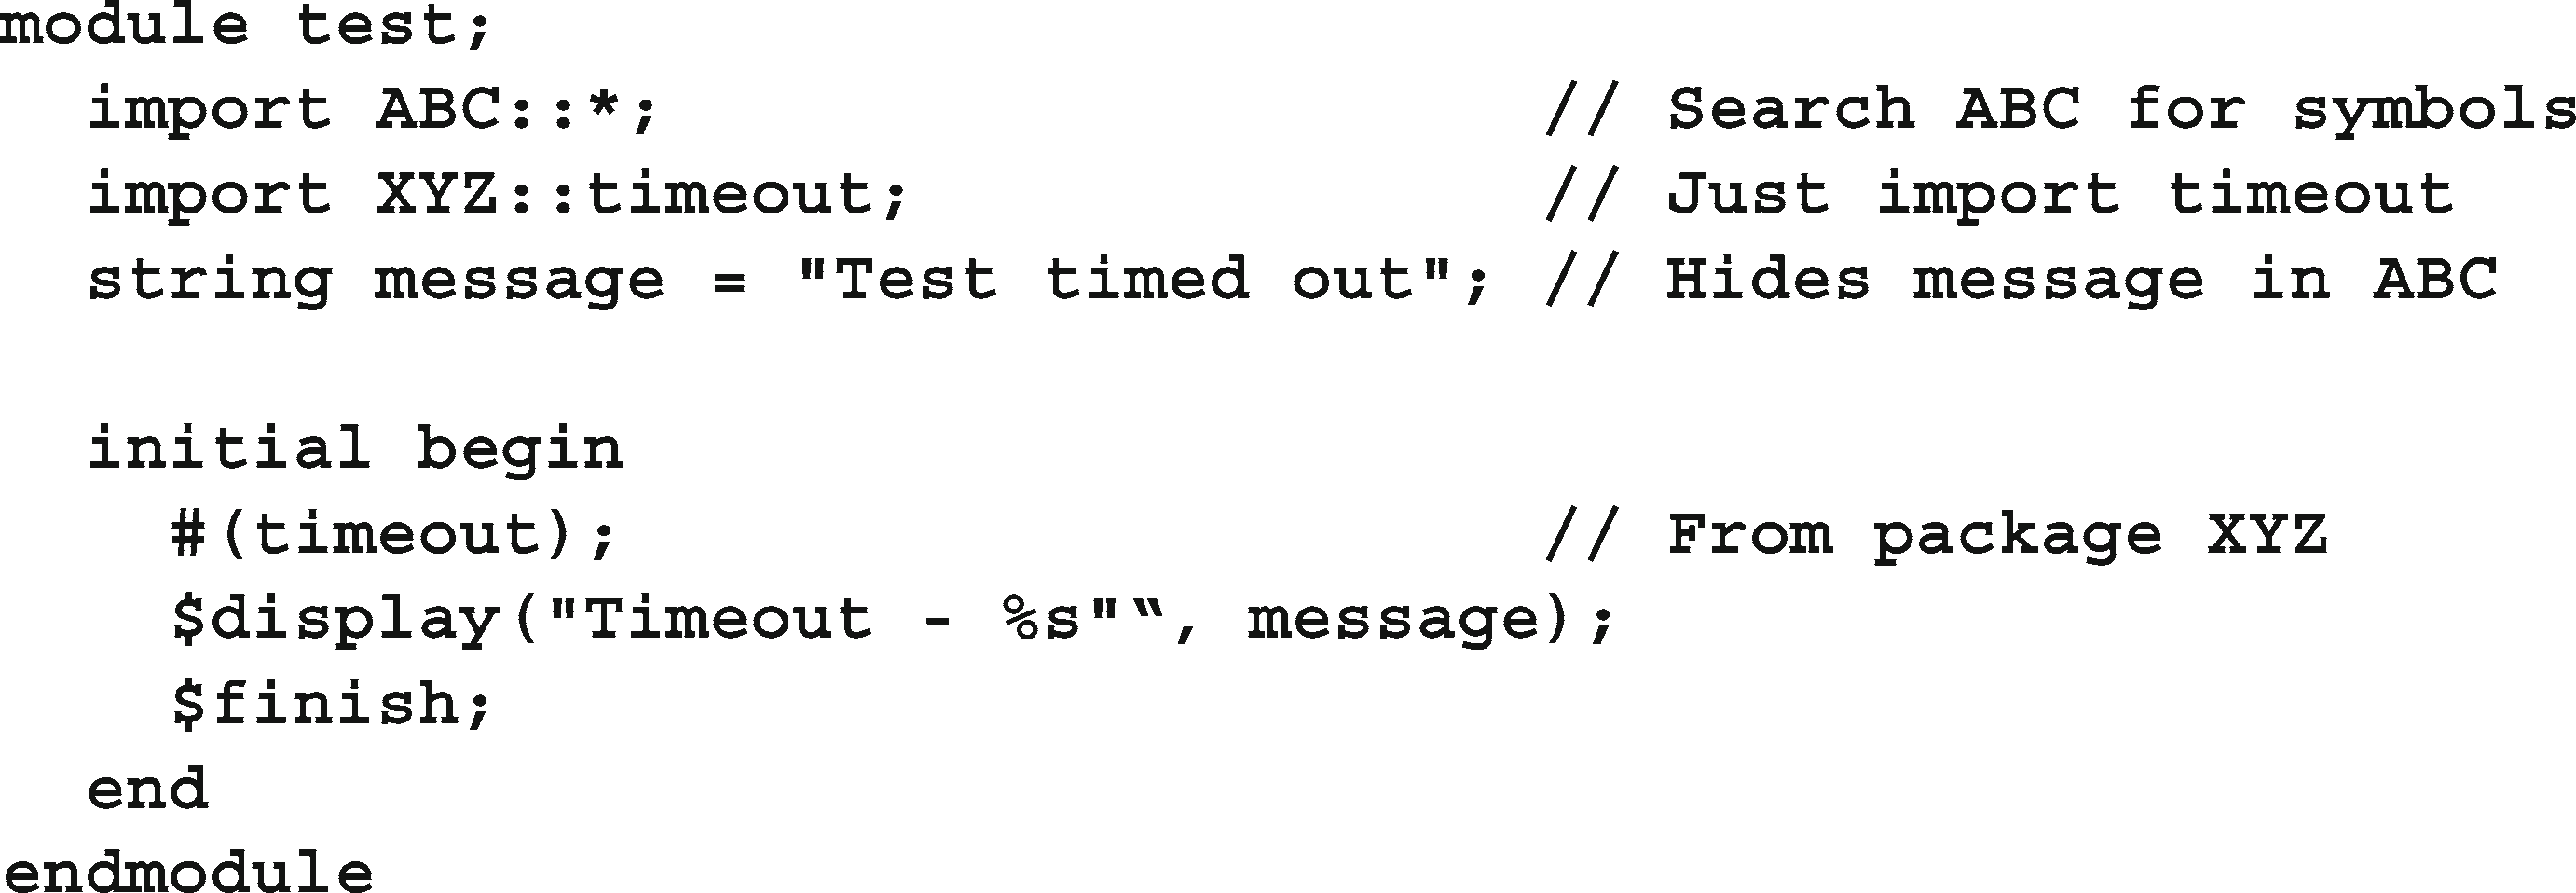 module test;
   import ABC::*;                      // Search ABC for symbols
   import XYZ::timeout;                // Just import timeout
   string message = "Test timed out"; // Hides message in ABC
   initial begin
     #(timeout);                       // From package XYZ
     $display("Timeout - %s"“, message);
     $finish;
   end
endmodule